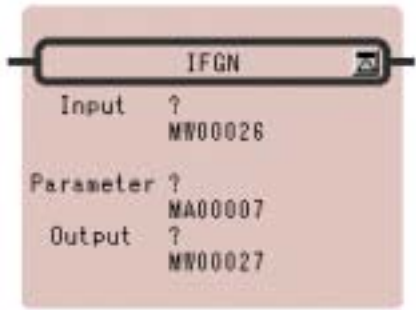 IFGN
Input ?
MW00026
Parameter ?
MA00007
Output ?
MW00027